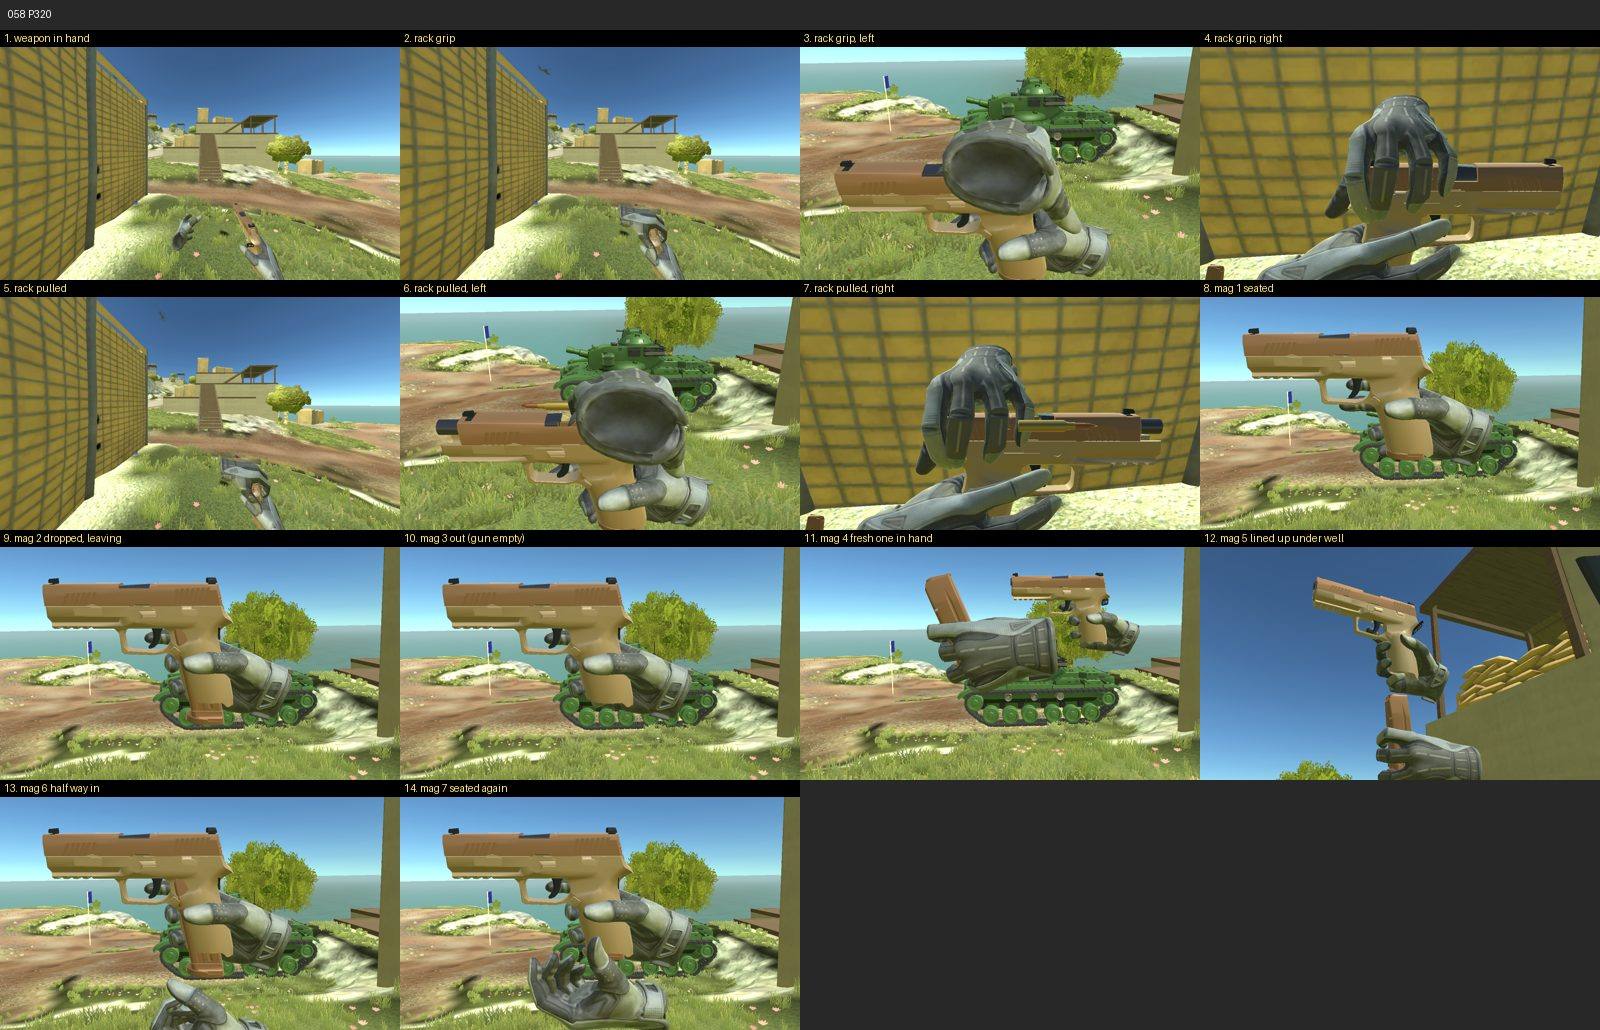 058 P320
1. weapon in hand
2. rack grip
3. rack grip, left
4. rack grip, right
5. rack pulled
6. rack pulled, left
7. rack pulled, right
8. mag 1 seated
9. mag 2 dropped, leaving
10. mag 3 out (gun empty)
11. mag 4 fresh one in hand
12. mag 5 lined up under well
13. mag 6 half way in
14. mag 7 seated again